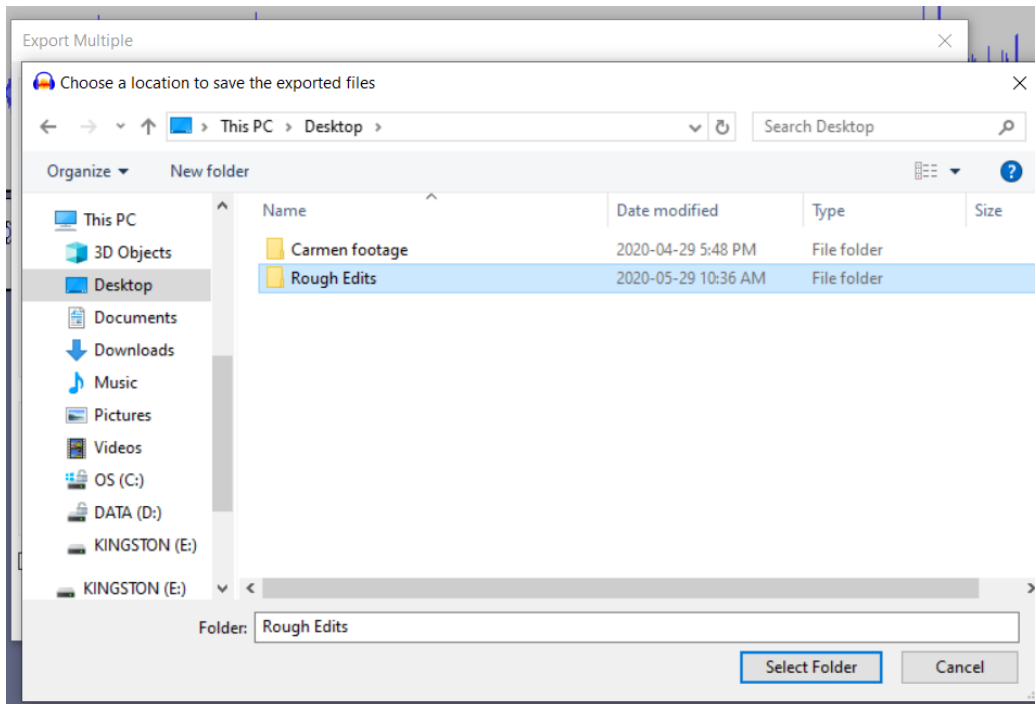 Export Multiple
Choose a location to save the exported files
This PC > Desktop >
Search Desktop
Organize
New folder
Name Date modified Type Size
Carmen footage 2020-04-29 5:48 PM File folder
Rough Edits 2020-05-29 10:36 AM File folder
This PC
3D Objects
Desktop
Documents
Downloads
Music
Pictures
Videos
OS (C:)
DATA (D:)
KINGSTON (E:)
KINGSTON (E:)
Folder: Rough Edits
Select Folder Cancel